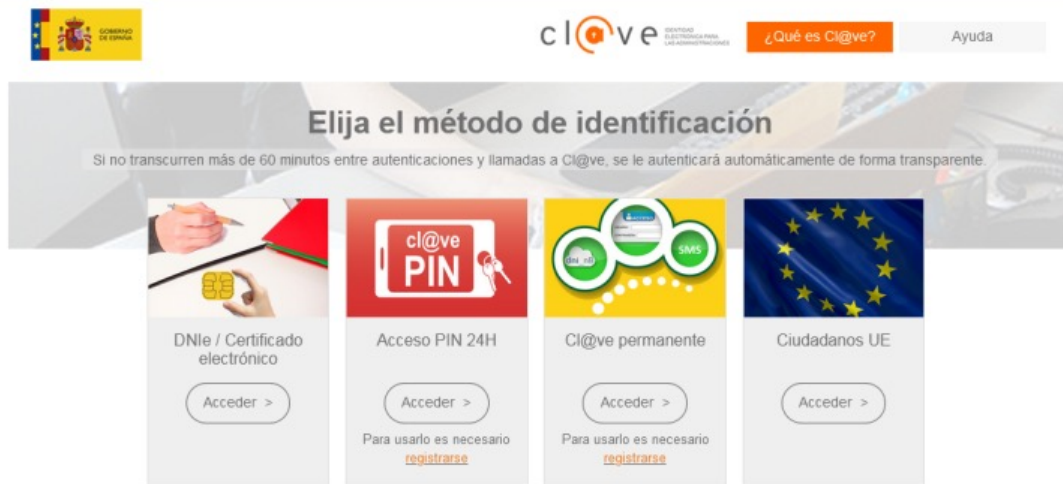 GOBIERNO
DE ESPAÑA
cl@ve
IDENTIDAD
ELECTRÓNICA PARA
LAS ADMINISTRACIONES
¿Qué es Cl@ve?
Ayuda
Elija el método de identificación
Si no transcurren más de 60 minutos entre autenticaciones y llamadas a Cl@ve, se le autenticará automáticamente de forma transparente.
cl@ve
PIN
SMS
DNIe / Certificado
electrónico
Acceder >
Acceso PIN 24H
Acceder >
Para usarlo es necesario
registrarse
Cl@ve permanente
Acceder >
Para usarlo es necesario
registrarse
Ciudadanos UE
Acceder >